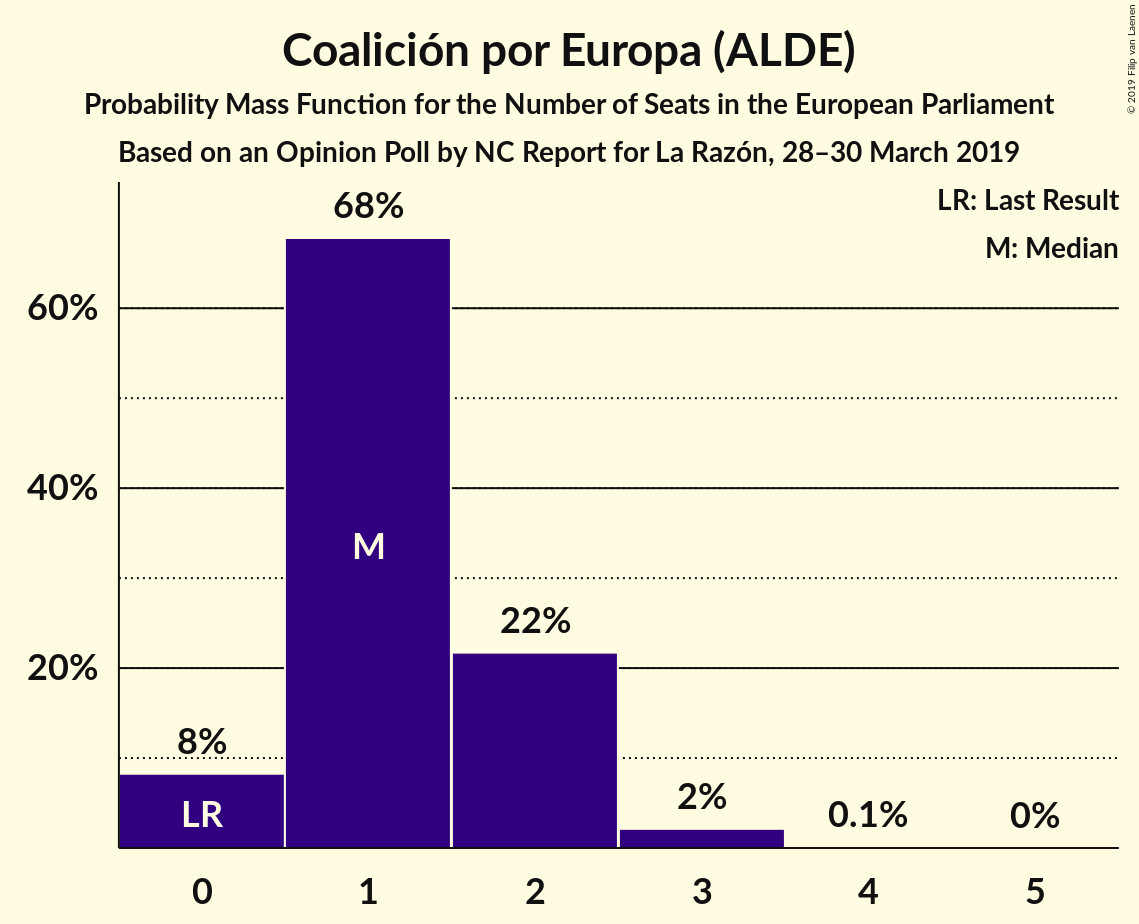 Coalición por Europa (ALDE)
Probability Mass Function for the Number of Seats in the European Parliament
Based on an Opinion Poll by NC Report for La Razón, 28–30 March 2019
© 2019 Filip van Laenen
LR: Last Result
M: Median
68%
60%
40%
M
22%
20%
8%
LR
2%
0.1%
0%
0 1 2 3 4 5